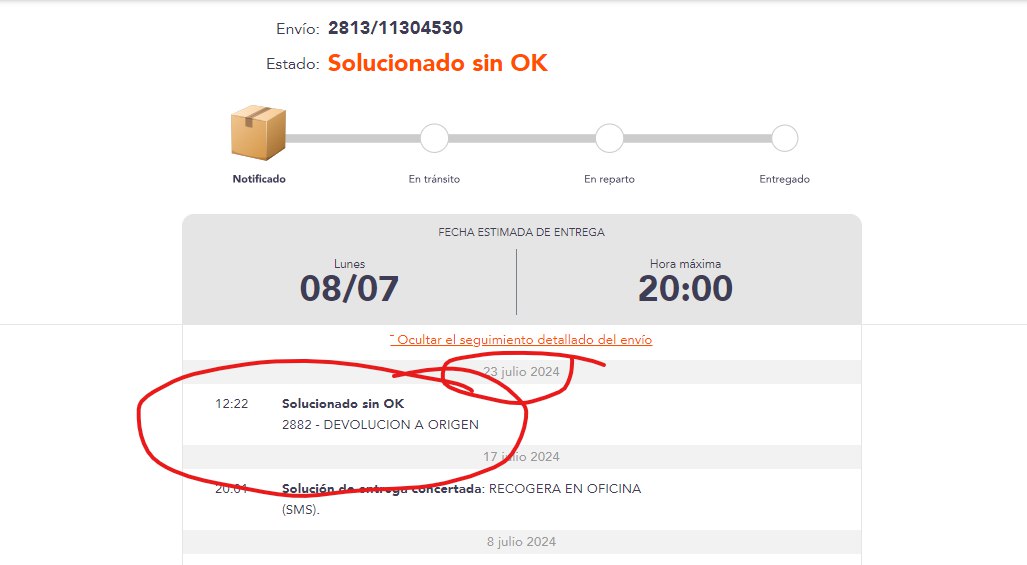 Envío: 2813/11304530
Estado: Solucionado sin OK
Notificado En tránsito En reparto Entregado
FECHA ESTIMADA DE ENTREGA
Lunes Hora máxima
08/07 20:00
Ocultar el seguimiento detallado del envío
23 julio 2024
12:22 Solucionado sin OK
2882 - DEVOLUCION A ORIGEN
17 julio 2024
20:01 Solución de entrega concertada: RECOGERA EN OFICINA
(SMS).
8 julio 2024